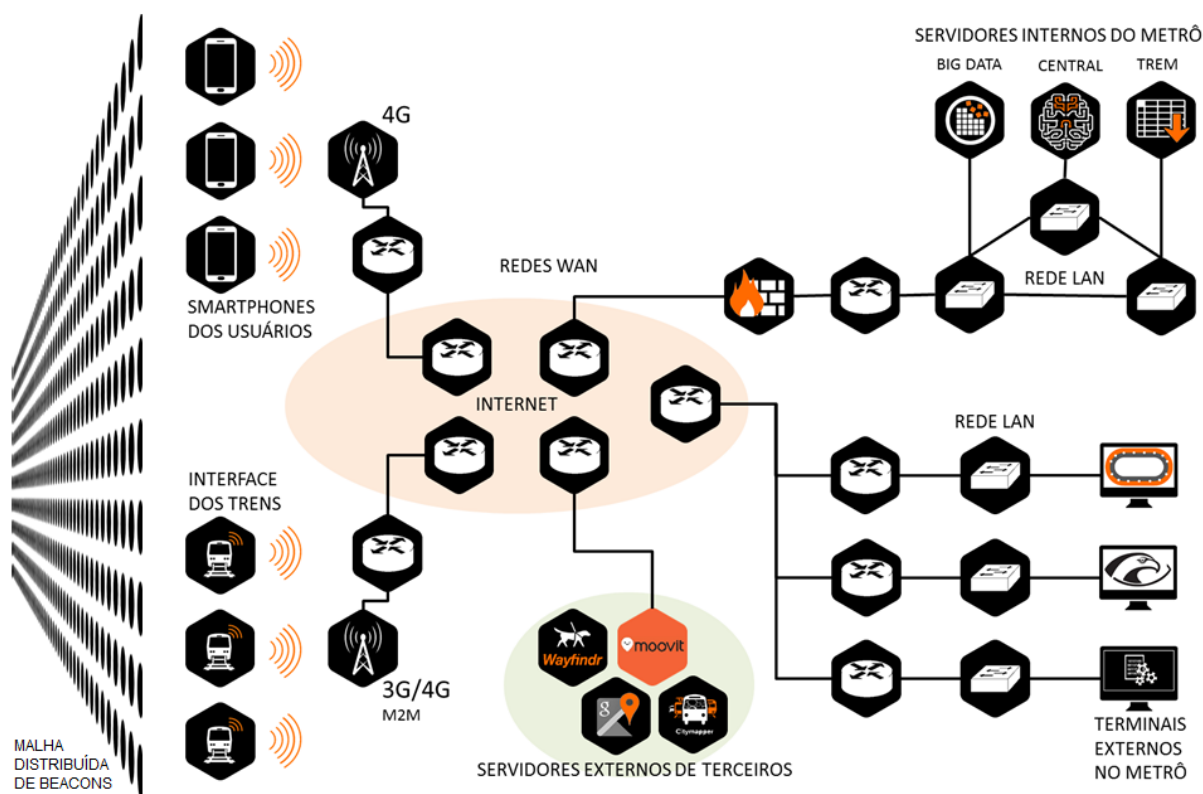 SERVIDORES INTERNOS DO METRÔ
BIG DATA
CENTRAL
TREM
4G
REDES WAN
REDE LAN
SMARTPHONES
DOS USUÁRIOS
INTERNET
REDE LAN
INTERFACE
DOS TRENS
Wayfindr
moovit
3G/4G
M2M
g
Citymapper
SERVIDORES EXTERNOS DE TERCEIROS
TERMINAIS
EXTERNOS
NO METRÔ
MALHA
DISTRIBUÍDA
DE BEACONS